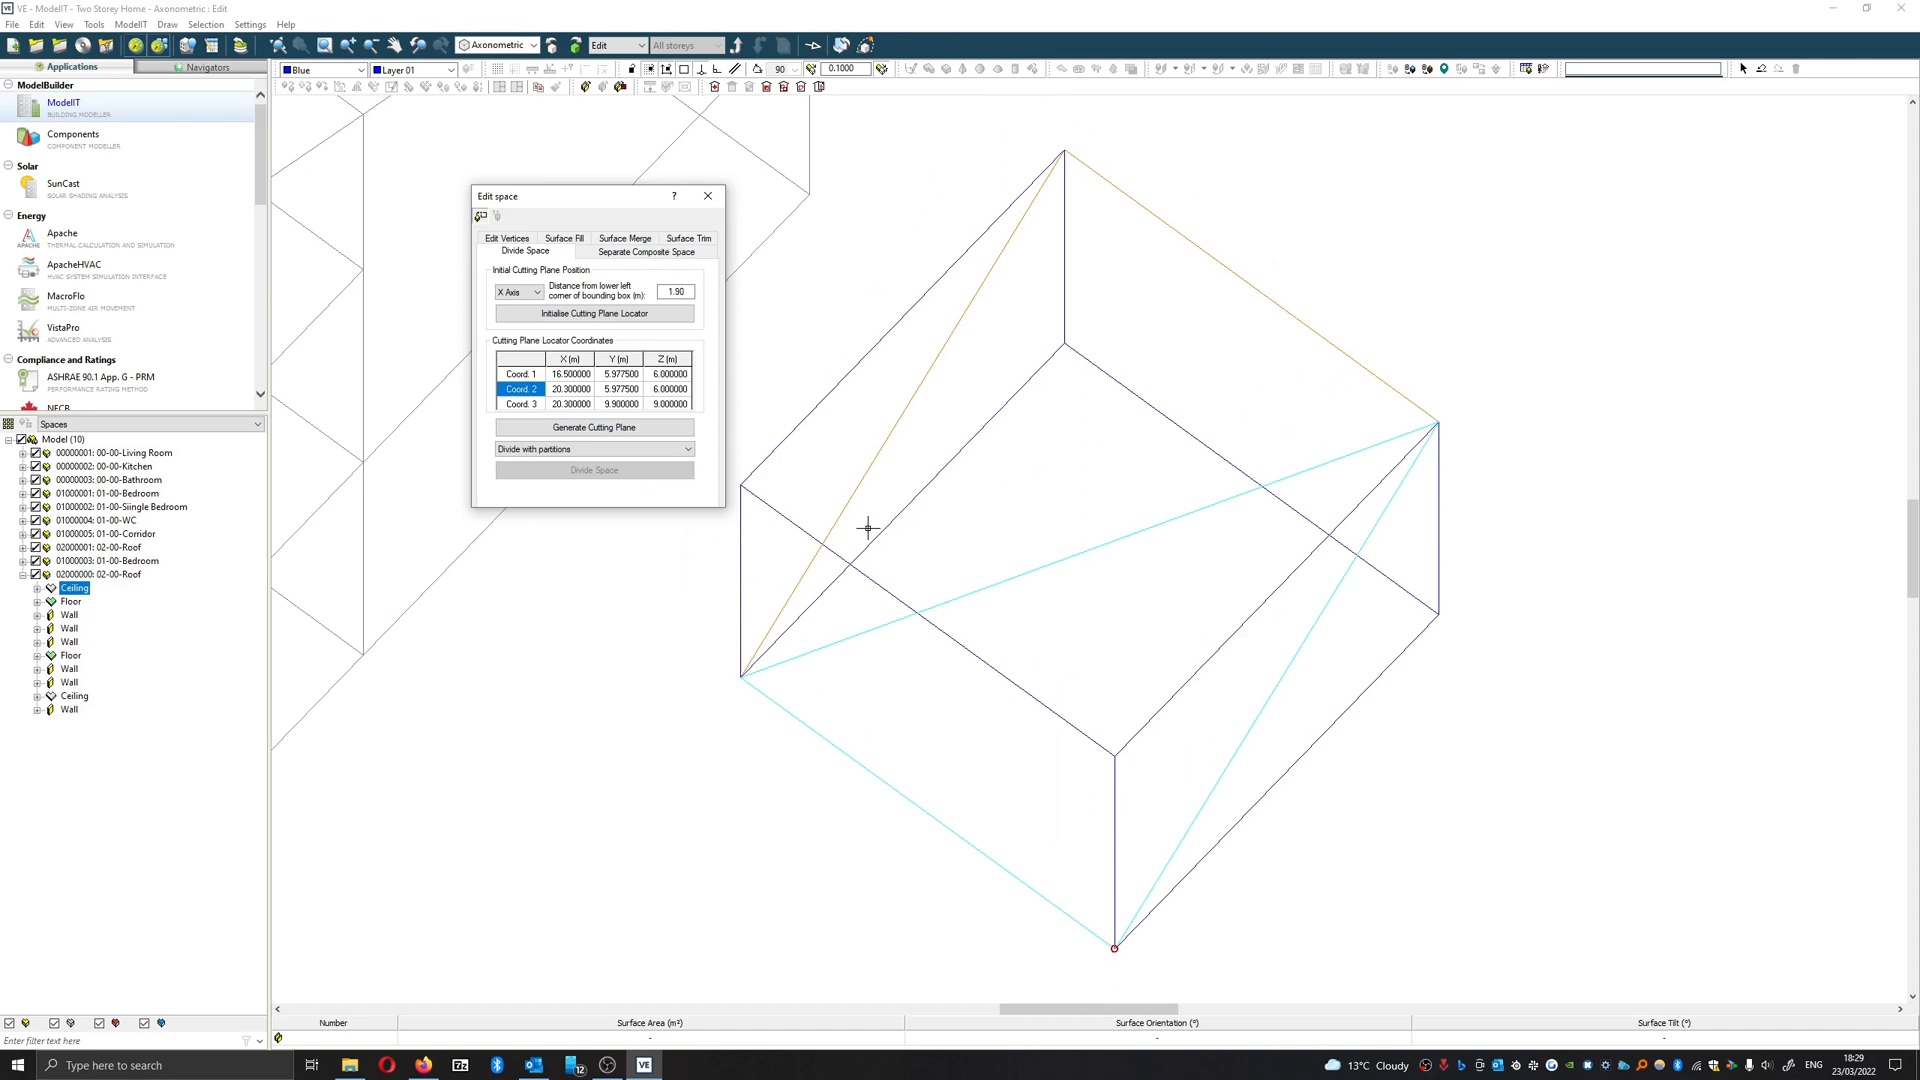 VE - ModelIT - Two Storey Home - Axonometric : Edit
File Edit View Tools ModelIT Draw Selection Settings Help
Axonometric Edit All storeys
Applications Navigators
Blue Layer 01 90 0.1000
ModelBuilder
ModelIT
BUILDING MODELLER
Components
COMPONENT MODELLER
Solar
SunCast
SOLAR SHADING ANALYSIS
Energy
Apache
THERMAL CALCULATION AND SIMULATION
ApacheHVAC
HVAC SYSTEM SIMULATION INTERFACE
MacroFlo
MULTI-ZONE AIR MOVEMENT
VistaPro
ADVANCED ANALYSIS
Compliance and Ratings
ASHRAE 90.1 App. G - PRM
PERFORMANCE RATING METHOD
NECB
Spaces
Model (10)
00000001: 00-00-Living Room
00000002: 00-00-Kitchen
00000003: 00-00-Bathroom
01000001: 01-00-Bedroom
01000002: 01-00-Siingle Bedroom
01000004: 01-00-WC
01000005: 01-00-Corridor
02000001: 02-00-Roof
01000003: 01-00-Bedroom
02000000: 02-00-Roof
Ceiling
Floor
Wall
Wall
Wall
Floor
Wall
Wall
Ceiling
Wall
Enter filter text here
Edit space ?
Edit Vertices Surface Fill Surface Merge Surface Trim
Divide Space Separate Composite Space
Initial Cutting Plane Position
X Axis Distance from lower left corner of bounding box (m): 1.90
Initialise Cutting Plane Locator
Cutting Plane Locator Coordinates
X (m) Y (m) Z (m)
Coord. 1 16.500000 5.977500 6.000000
Coord. 2 20.300000 5.977500 6.000000
Coord. 3 20.300000 9.900000 9.000000
Generate Cutting Plane
Divide with partitions
Divide Space
Number Surface Area (m²) Surface Orientation (°) Surface Tilt (°)
- - -
Type here to search
7z
12
VE
13°C Cloudy
ENG
18:29
23/03/2022